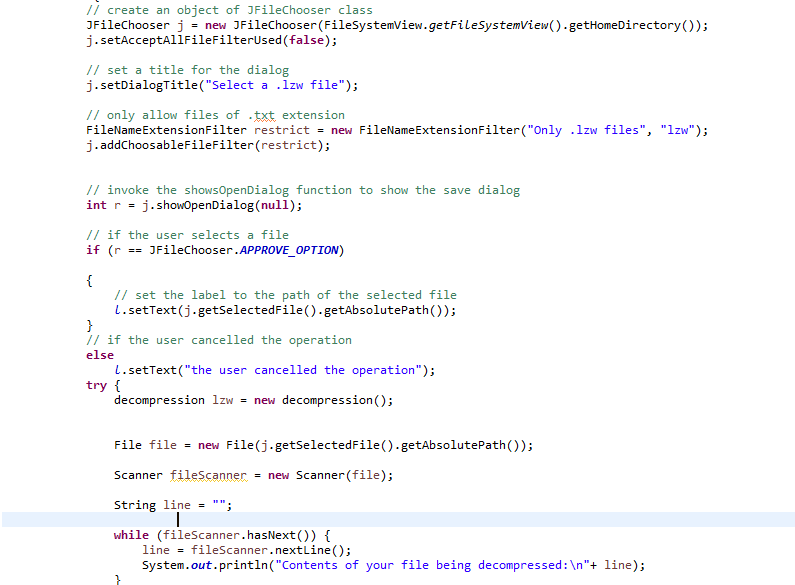 // create an object of JFileChooser class
JFileChooser j = new JFileChooser(FileSystemView.getFileSystemView().getHomeDirectory());
j.setAcceptAllFileFilterUsed(false);

// set a title for the dialog
j.setDialogTitle("Select a .lzw file");

// only allow files of .txt extension
FileNameExtensionFilter restrict = new FileNameExtensionFilter("Only .lzw files", "lzw");
j.addChoosableFileFilter(restrict);

// invoke the showsOpenDialog function to show the save dialog
int r = j.showOpenDialog(null);

// if the user selects a file
if (r == JFileChooser.APPROVE_OPTION)

{
    // set the label to the path of the selected file
    l.setText(j.getSelectedFile().getAbsolutePath());
}
// if the user cancelled the operation
else
    l.setText("the user cancelled the operation");
try {
    decompression lzw = new decompression();

    File file = new File(j.getSelectedFile().getAbsolutePath());

    Scanner fileScanner = new Scanner(file);

    String line = "";

    while (fileScanner.hasNext()) {
        line = fileScanner.nextLine();
        System.out.println("Contents of your file being decompressed:\n"+ line);
    }